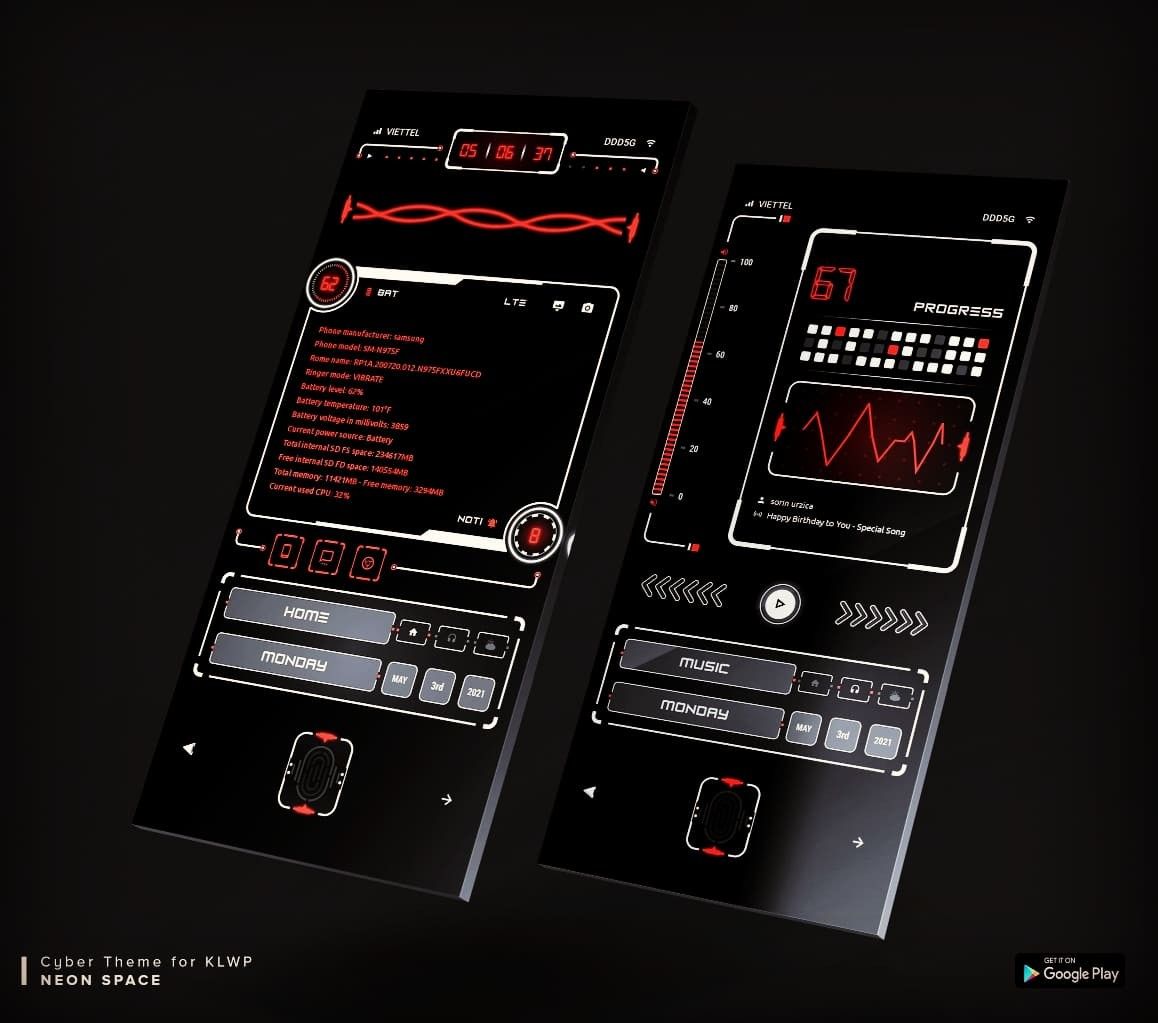 VIETTEL
DDD5G
05 06 37
62
BAT
LTE
Phone manufacturer: samsung
Phone model: SM-N975F
Rome name: RP1A.200720.012.N975FXXU6FUCD
Ringer mode: VIBRATE
Battery level: 67%
Battery temperature: 101°F
Battery voltage in millivolts: 3859
Current power source: Battery
Total internal SD FS space: 234617MB
Free internal SD FD space: 140554MB
Total memory: 11421MB - Free memory: 3294MB
Current used CPU: 32%
NOTI
8
HOME
MONDAY
MAY
3rd
2021
VIETTEL
DDD5G
100
80
60
40
20
0
67
PROGRESS
sorin urzica
Happy Birthday to You - Special Song
MUSIC
MONDAY
MAY
3rd
2021
Cyber Theme for KLWP
NEON SPACE
GET IT ON
Google Play